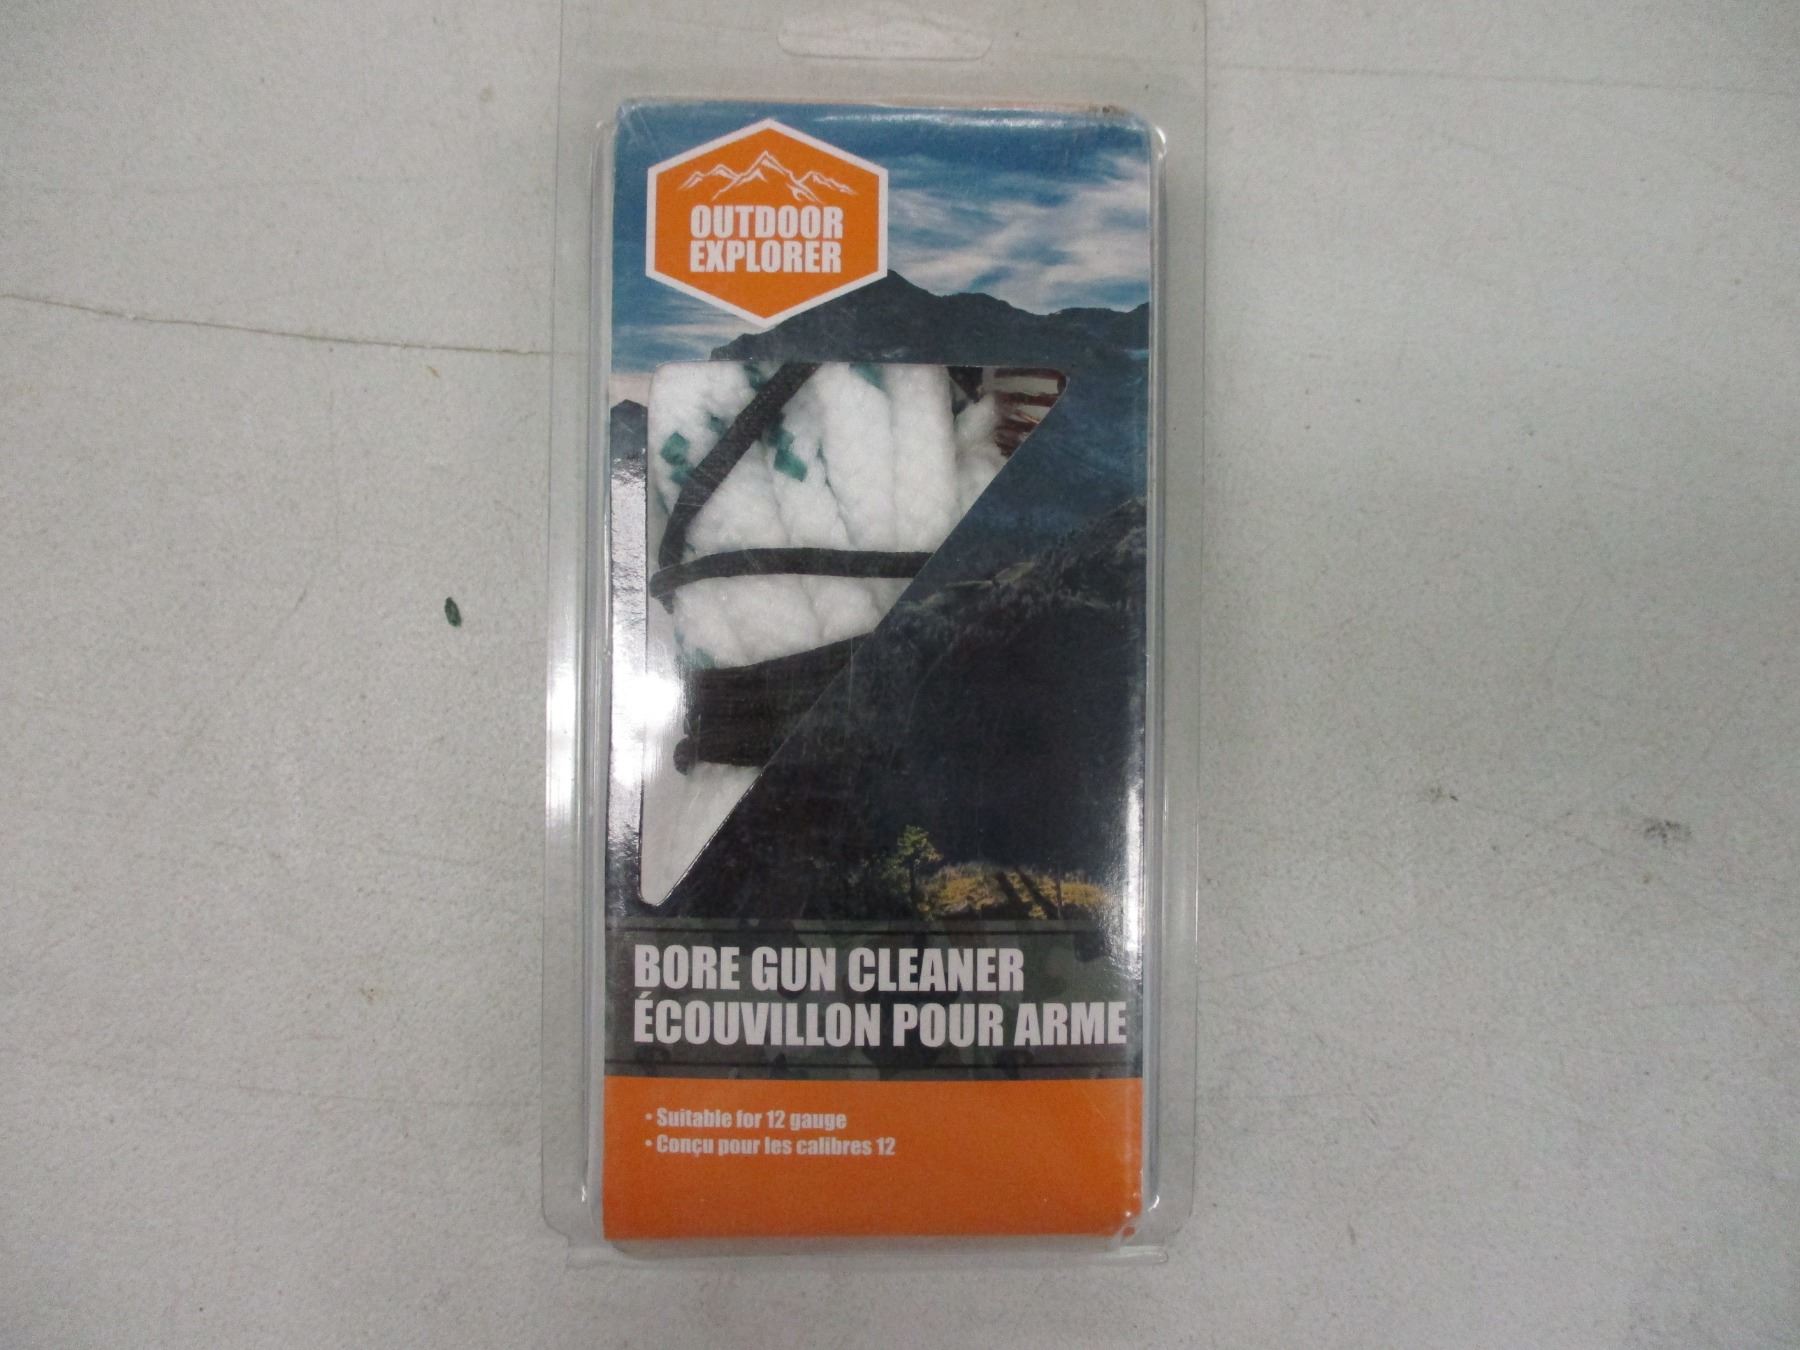 OUTDOOR
EXPLORER
BORE GUN CLEANER
ÉCOUVILLON POUR ARME
• Suitable for 12 gauge
• Conçu pour les calibres 12